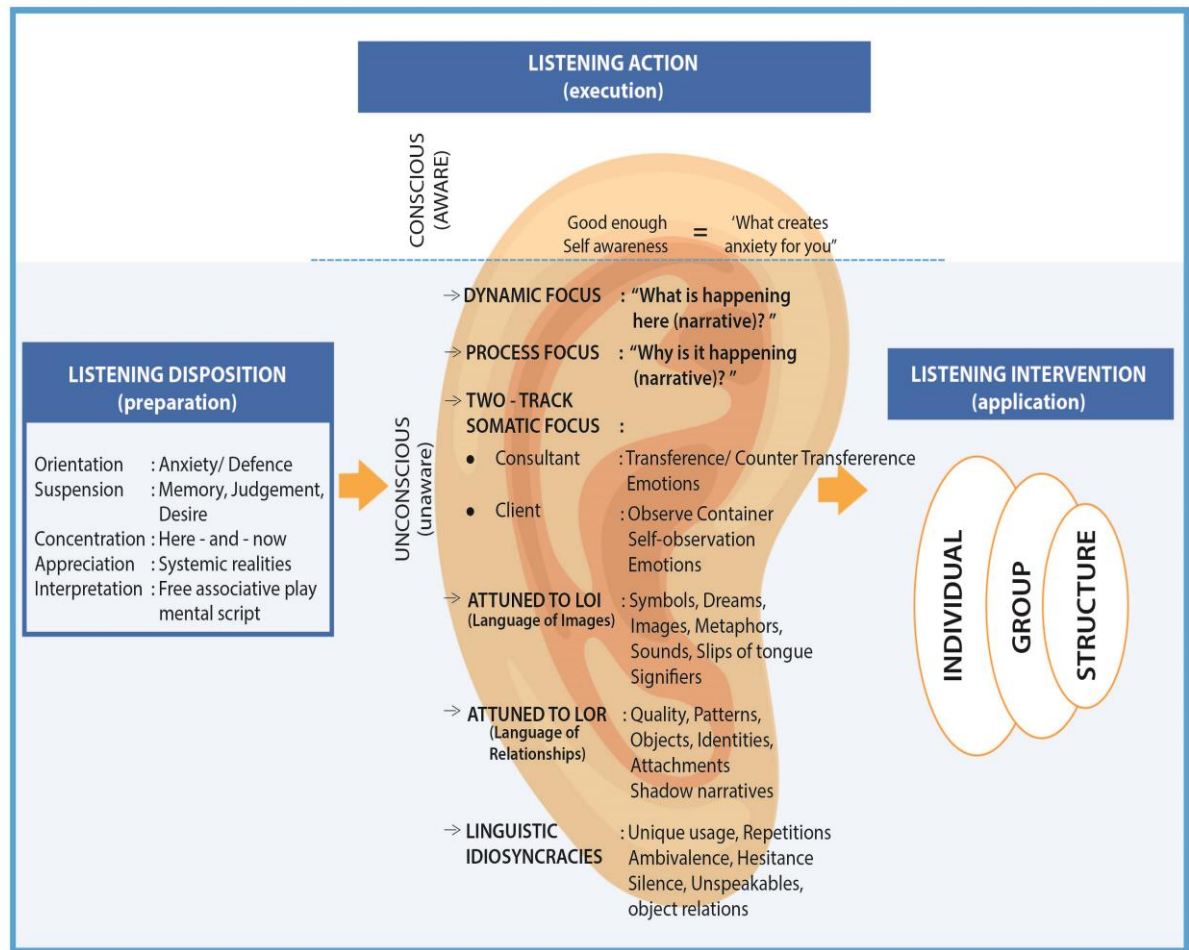 LISTENING ACTION
(execution)
CONSCIOUS
(AWARE)
Good enough
Self awareness
=
‘What creates
anxiety for you”
LISTENING DISPOSITION
(preparation)
Orientation : Anxiety/ Defence
Suspension : Memory, Judgement,
Desire
Concentration : Here - and - now
Appreciation : Systemic realities
Interpretation : Free associative play
mental script
UNCONSCIOUS
(unaware)
→ DYNAMIC FOCUS : “What is happening
here (narrative)? ”
→ PROCESS FOCUS : “Why is it happening
(narrative)? ”
→ TWO - TRACK
SOMATIC FOCUS :
• Consultant : Transference/ Counter Transfererence
Emotions
• Client : Observe Container
Self-observation
Emotions
→ ATTUNED TO LOI : Symbols, Dreams,
(Language of Images) Images, Metaphors,
Sounds, Slips of tongue
Signifiers
→ ATTUNED TO LOR : Quality, Patterns,
(Language of Objects, Identities,
Relationships) Attachments
Shadow narratives
→ LINGUISTIC : Unique usage, Repetitions
IDIOSYNCRACIES Ambivalence, Hesitance
Silence, Unspeakables,
object relations
LISTENING INTERVENTION
(application)
INDIVIDUAL
GROUP
STRUCTURE